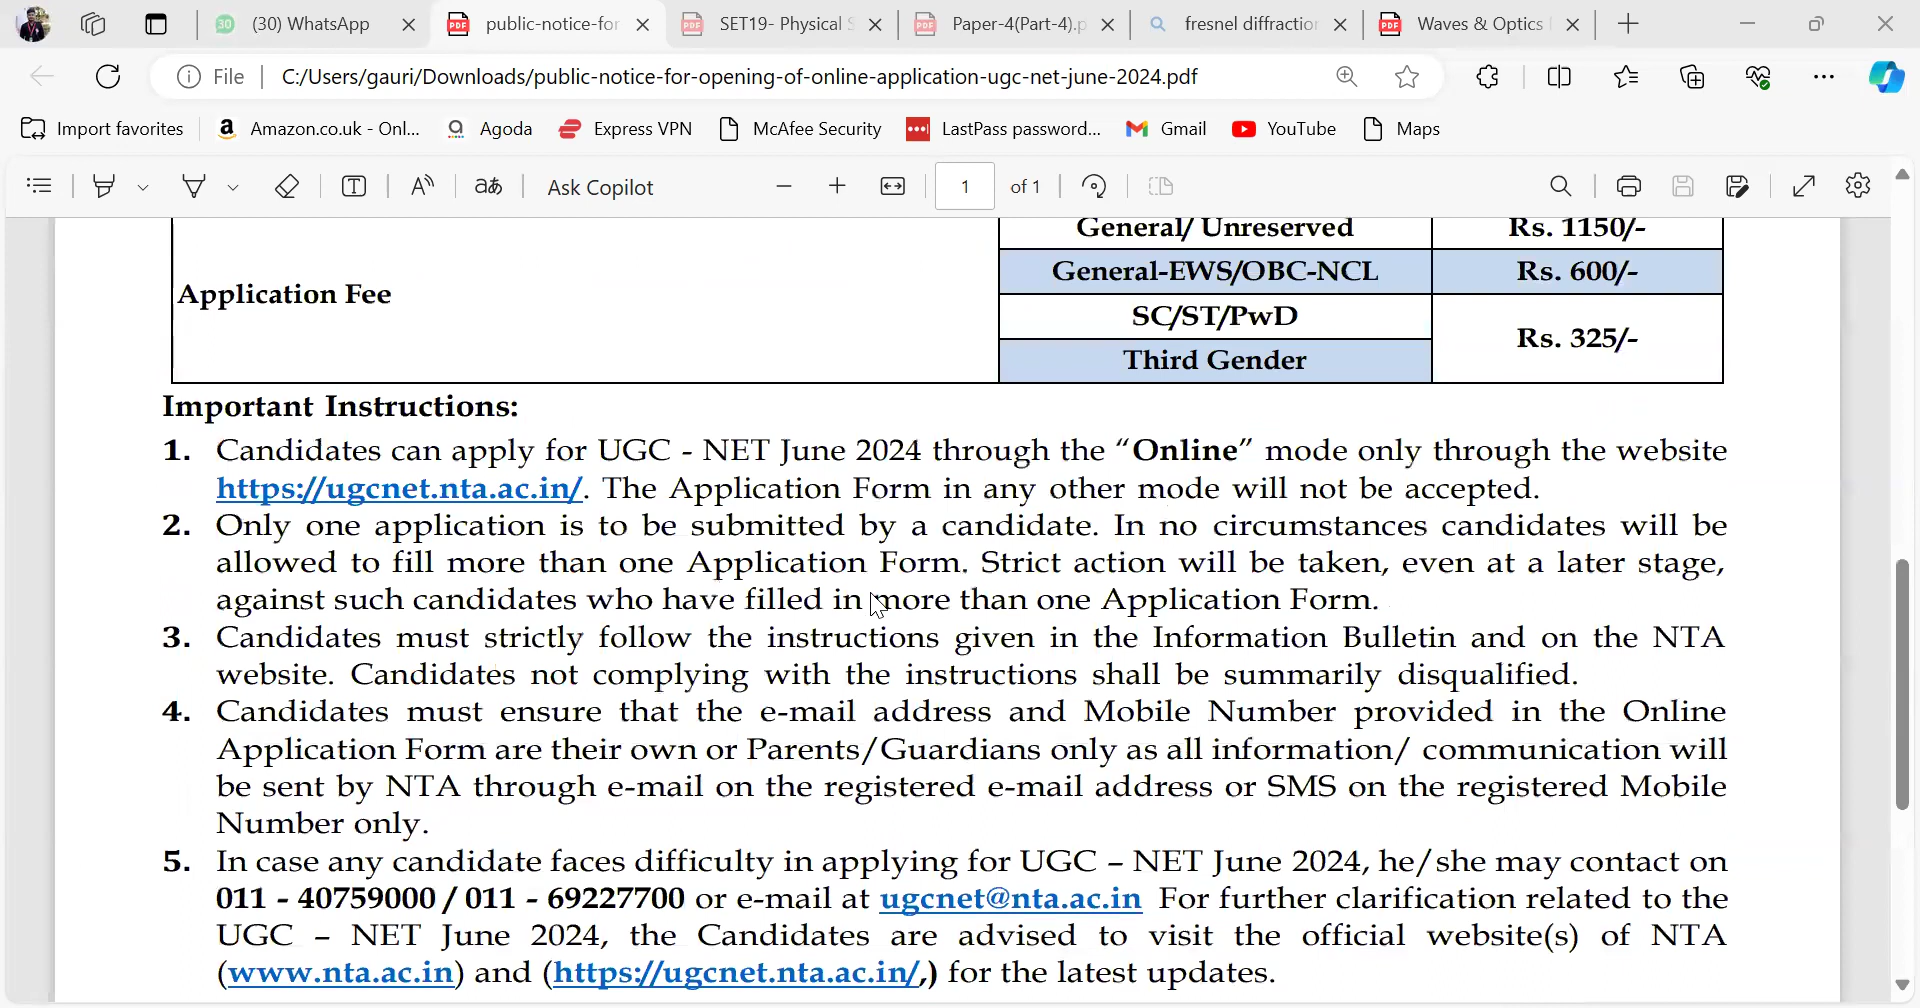 30
(30) WhatsApp
public-notice-for
SET19- Physical S
Paper-4(Part-4).p
fresnel diffraction
Waves & Optics
File
C:/Users/gauri/Downloads/public-notice-for-opening-of-online-application-ugc-net-june-2024.pdf
Import favorites
Amazon.co.uk - Onl...
Agoda
Express VPN
McAfee Security
LastPass password...
Gmail
YouTube
Maps
Ask Copilot
1
of 1
General/ Unreserved Rs. 1150/-
General-EWS/OBC-NCL Rs. 600/-
Application Fee
SC/ST/PwD
Rs. 325/-
Third Gender
Important Instructions:
1. Candidates can apply for UGC - NET June 2024 through the “Online” mode only through the website
https://ugcnet.nta.ac.in/. The Application Form in any other mode will not be accepted.
2. Only one application is to be submitted by a candidate. In no circumstances candidates will be
allowed to fill more than one Application Form. Strict action will be taken, even at a later stage,
against such candidates who have filled in more than one Application Form.
3. Candidates must strictly follow the instructions given in the Information Bulletin and on the NTA
website. Candidates not complying with the instructions shall be summarily disqualified.
4. Candidates must ensure that the e-mail address and Mobile Number provided in the Online
Application Form are their own or Parents/Guardians only as all information/ communication will
be sent by NTA through e-mail on the registered e-mail address or SMS on the registered Mobile
Number only.
5. In case any candidate faces difficulty in applying for UGC – NET June 2024, he/she may contact on
011 - 40759000 / 011 - 69227700 or e-mail at ugcnet@nta.ac.in For further clarification related to the
UGC – NET June 2024, the Candidates are advised to visit the official website(s) of NTA
(www.nta.ac.in) and (https://ugcnet.nta.ac.in/,) for the latest updates.